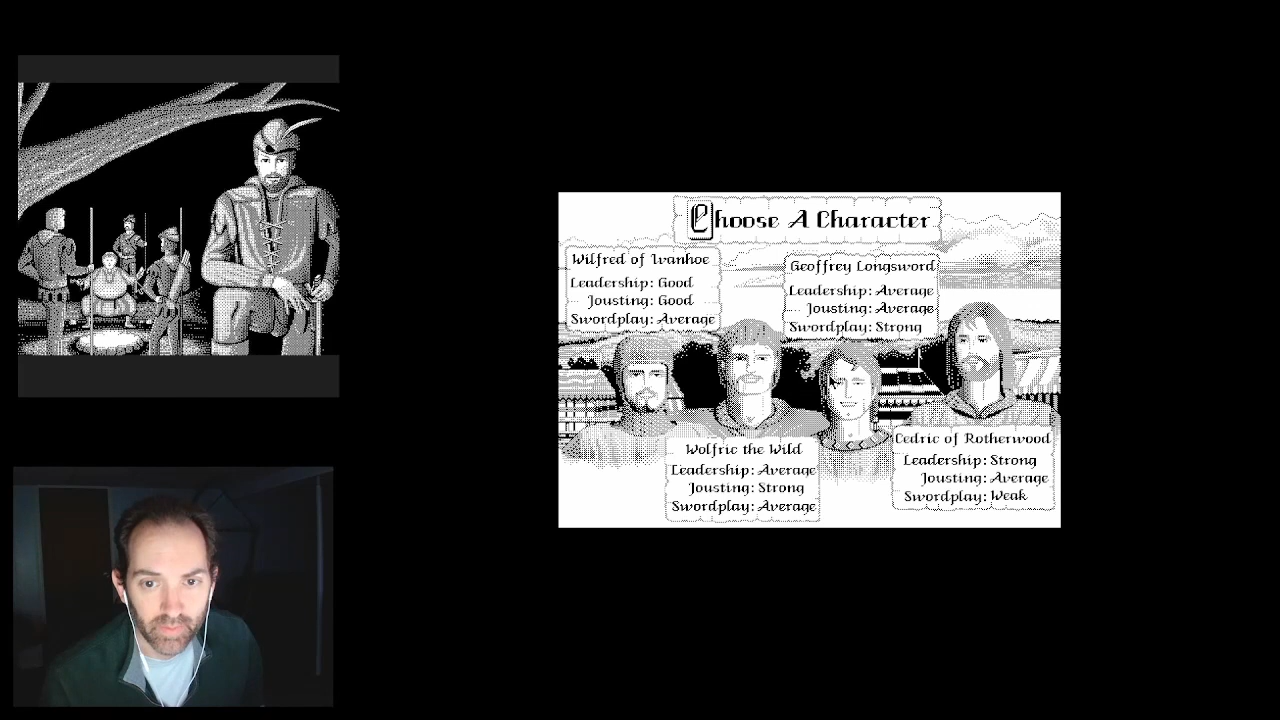 Choose A Character
Wilfred of Ivanhoe
Leadership: Good
Jousting: Good
Swordplay: Average
Geoffrey Longsword
Leadership: Average
Jousting: Average
Swordplay: Strong
Wolfric the Wild
Leadership: Average
Jousting: Strong
Swordplay: Average
Cedric of Rotherwood
Leadership: Strong
Jousting: Average
Swordplay: Weak